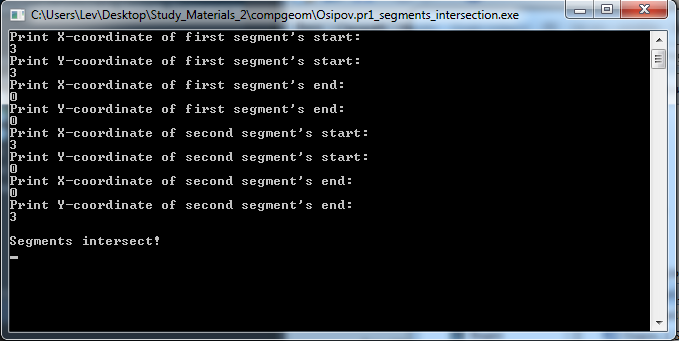 C:\Users\Lev\Desktop\Study_Materials_2\compgeom\Osipov.pr1_segments_intersection.exe
Print X-coordinate of first segment's start:
3
Print Y-coordinate of first segment's start:
3
Print X-coordinate of first segment's end:
0
Print Y-coordinate of first segment's end:
0
Print X-coordinate of second segment's start:
3
Print Y-coordinate of second segment's start:
0
Print X-coordinate of second segment's end:
0
Print Y-coordinate of second segment's end:
3
Segments intersect!